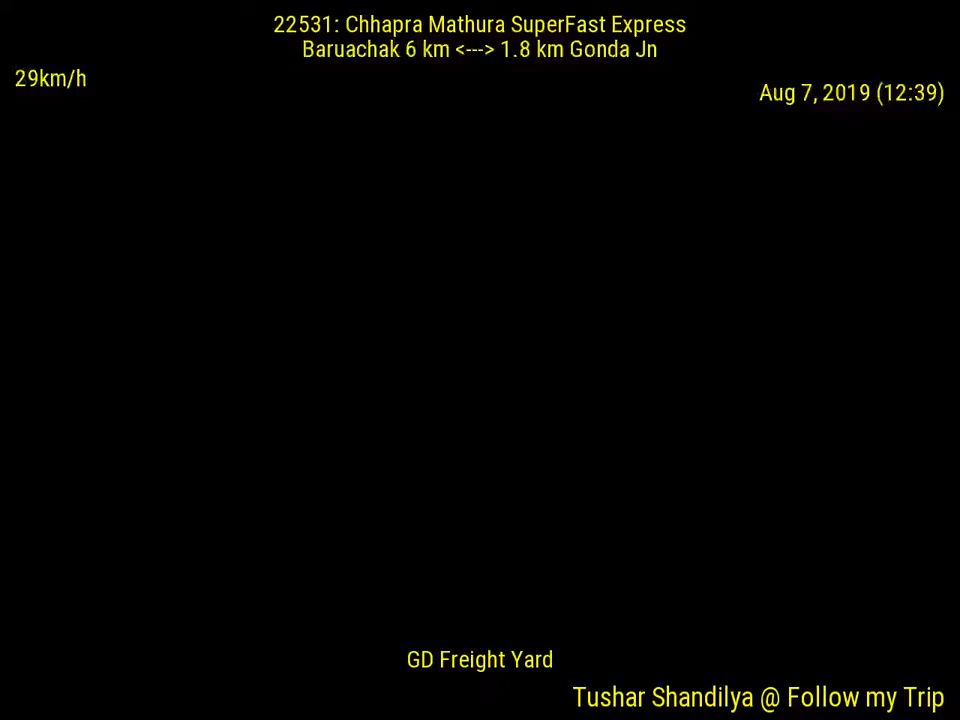 22531: Chhapra Mathura SuperFast Express
Baruachak 6 km <---> 1.8 km Gonda Jn
29km/h
Aug 7, 2019 (12:39)
GD Freight Yard
Tushar Shandilya @ Follow my Trip